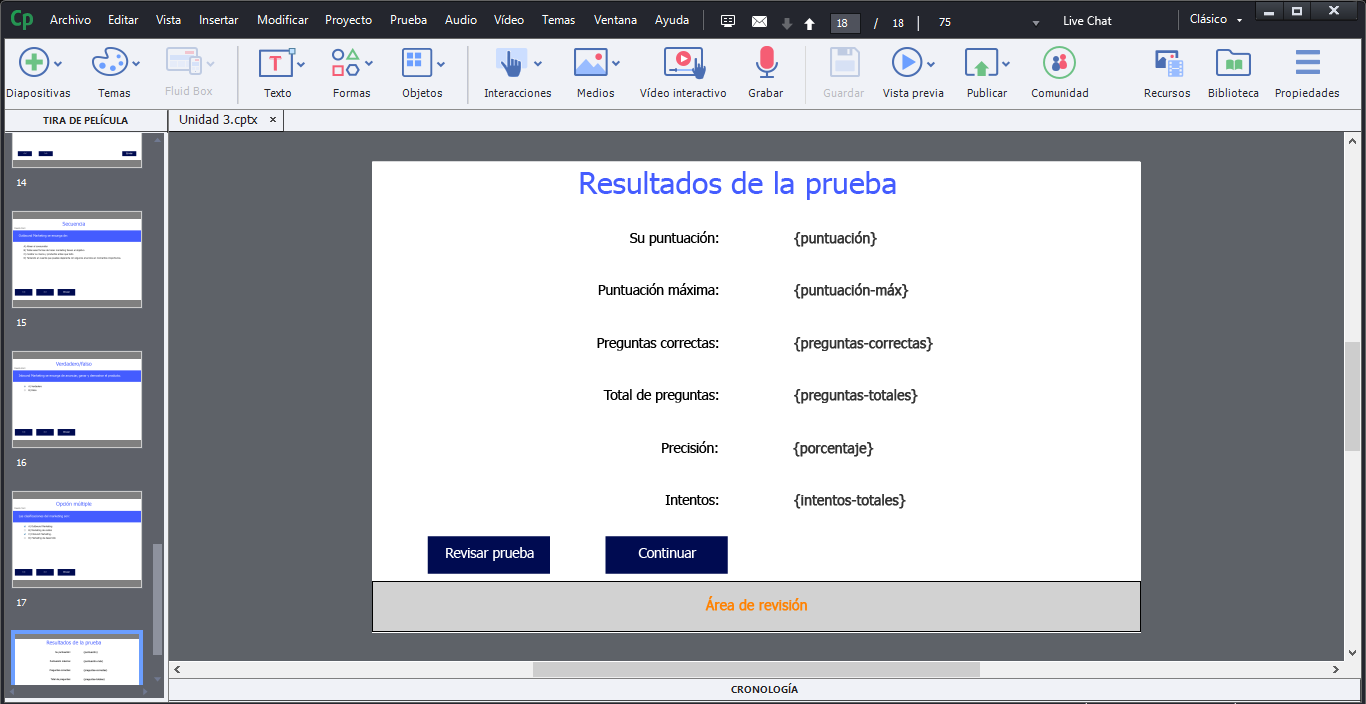 Cp Archivo Editar Vista Insertar Modificar Proyecto Prueba Audio Vídeo Temas Ventana Ayuda 18 / 18 75 Live Chat Clásico
Diapositivas Temas Fluid Box Texto Formas Objetos Interacciones Medios Vídeo interactivo Grabar Guardar Vista previa Publicar Comunidad Recursos Biblioteca Propiedades
TIRA DE PELÍCULA
Unidad 3.cptx ×
14
Secuencia
15
Verdadero/falso
16
Opción múltiple
17
Resultados de la prueba
Resultados de la prueba
Su puntuación: {puntuación}
Puntuación máxima: {puntuación-máx}
Preguntas correctas: {preguntas-correctas}
Total de preguntas: {preguntas-totales}
Precisión: {porcentaje}
Intentos: {intentos-totales}
Revisar prueba Continuar
Área de revisión
CRONOLOGÍA